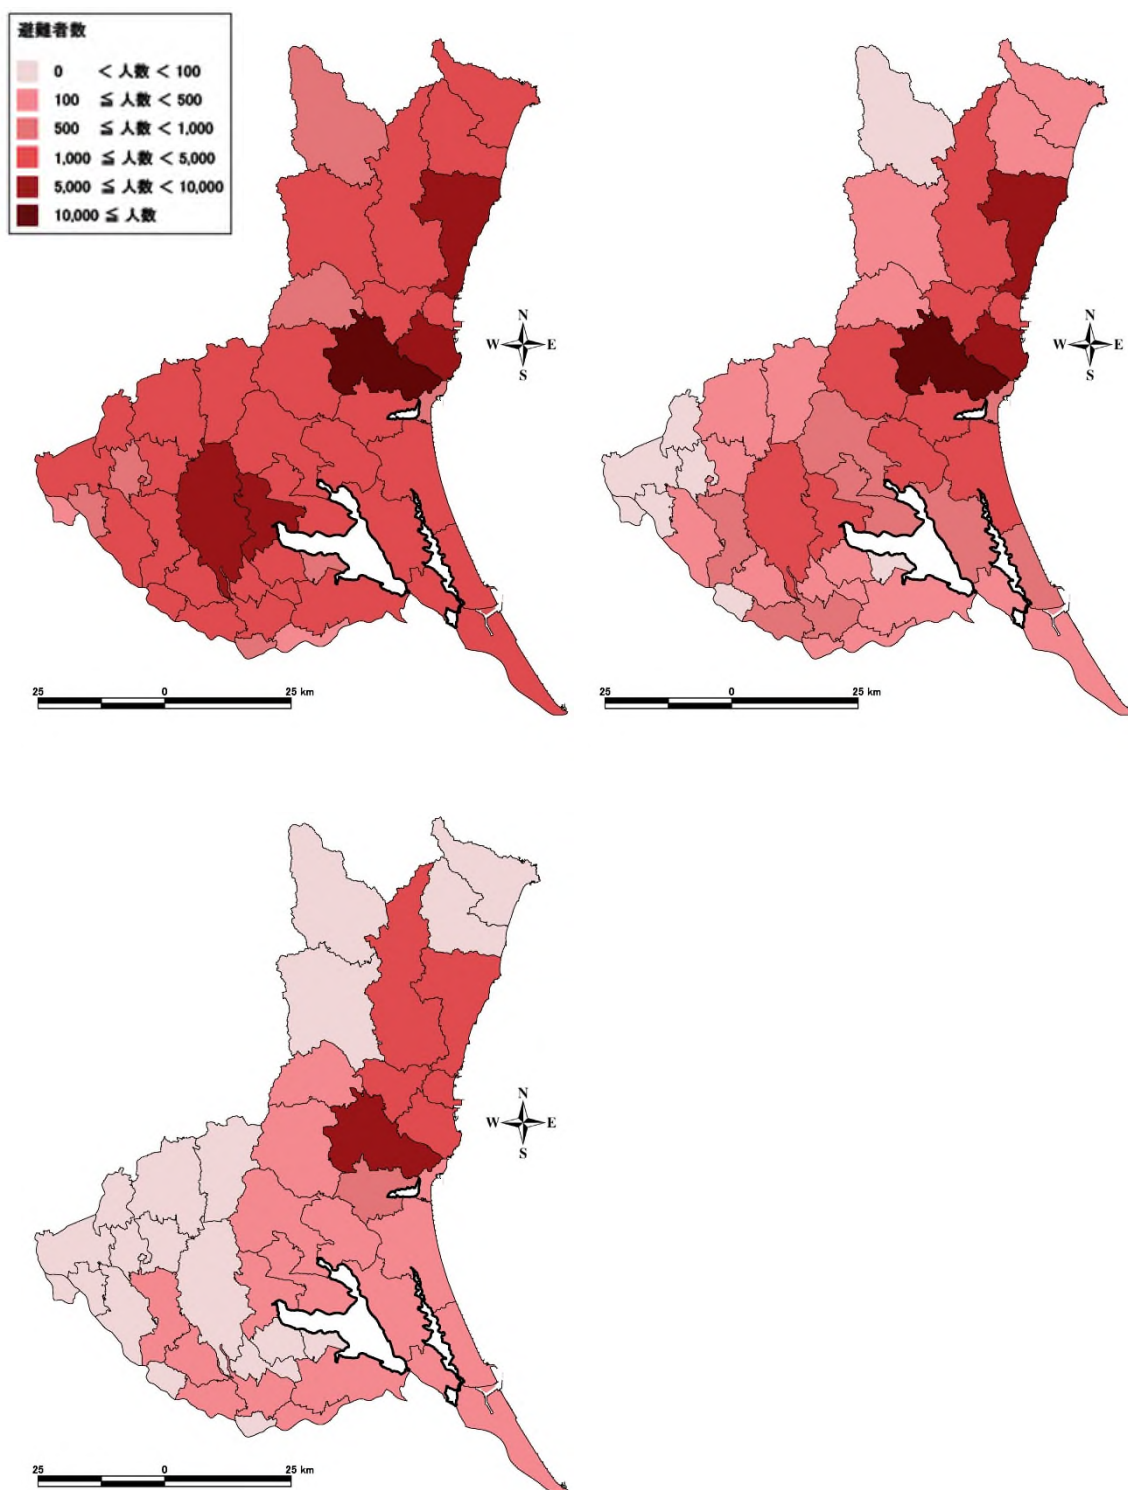 避難者数
0 < 人数 < 100
100 ≦ 人数 < 500
500 ≦ 人数 < 1,000
1,000 ≦ 人数 < 5,000
5,000 ≦ 人数 < 10,000
10,000 ≦ 人数
N
W E
S
N
W E
S
25 0 25 km
25 0 25 km
N
W E
S
25 0 25 km